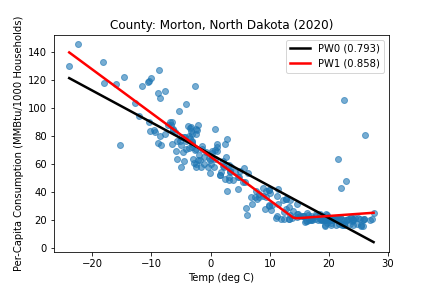 County: Morton, North Dakota (2020)
PW0 (0.793)
PW1 (0.858)
Per-Capita Consumption (MMBtu/1000 Households)
140
120
100
80
60
40
20
0
−20 −10 0 10 20 30
Temp (deg C)